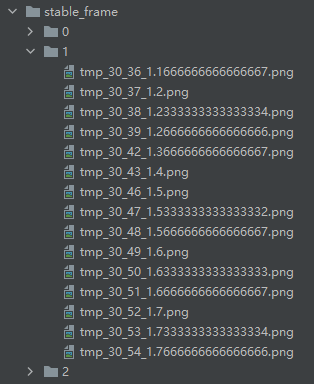 stable_frame
0
1
tmp_30_36_1.1666666666666667.png
tmp_30_37_1.2.png
tmp_30_38_1.2333333333333334.png
tmp_30_39_1.2666666666666666.png
tmp_30_42_1.3666666666666667.png
tmp_30_43_1.4.png
tmp_30_46_1.5.png
tmp_30_47_1.5333333333333332.png
tmp_30_48_1.5666666666666667.png
tmp_30_49_1.6.png
tmp_30_50_1.6333333333333333.png
tmp_30_51_1.6666666666666667.png
tmp_30_52_1.7.png
tmp_30_53_1.7333333333333334.png
tmp_30_54_1.7666666666666666.png
2